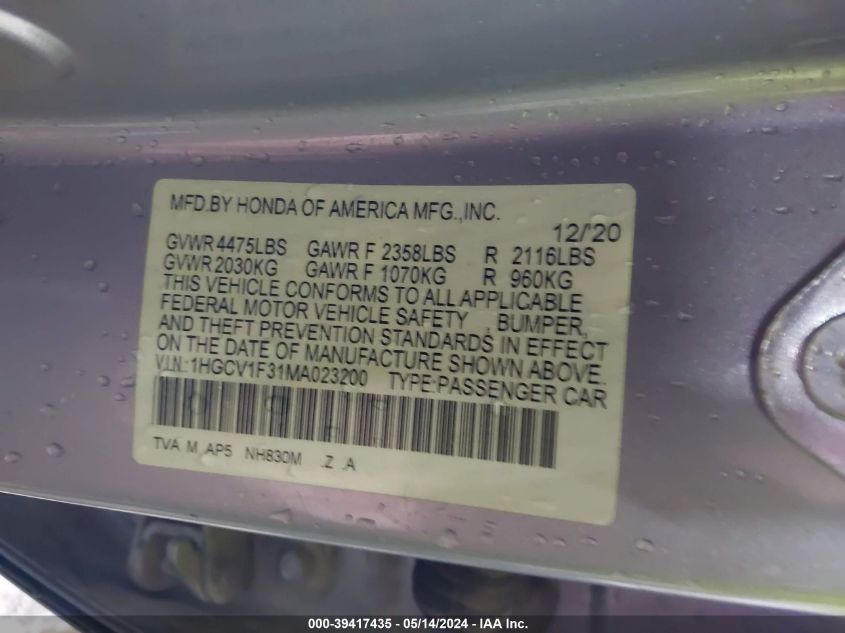 MFD.BY HONDA OF AMERICA MFG.,INC.
12/'20
GVWR 4475LBS GAWR F 2358LBS R 2116LBS
GVWR 2030KG GAWR F 1070KG R 960KG
THIS VEHICLE CONFORMS TO ALL APPLICABLE
FEDERAL MOTOR VEHICLE SAFETY , BUMPER,
AND THEFT PREVENTION STANDARDS IN EFFECT
ON THE DATE OF MANUFACTURE SHOWN ABOVE.
V.I.N.: 1HGCV1F31MA023200 TYPE:PASSENGER CAR
TVA M AP5 NH830M .Z .A
000-39417435 - 05/14/2024 - IAA Inc.